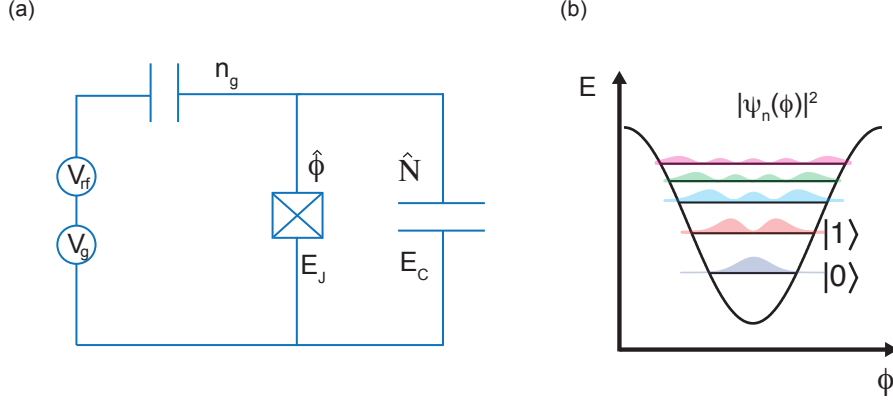 (a)
n_g
V_rf
V_g
ϕ̂
E_J
N̂
E_C
(b)
E
|ψ_n(ϕ)|²
|1⟩
|0⟩
ϕ